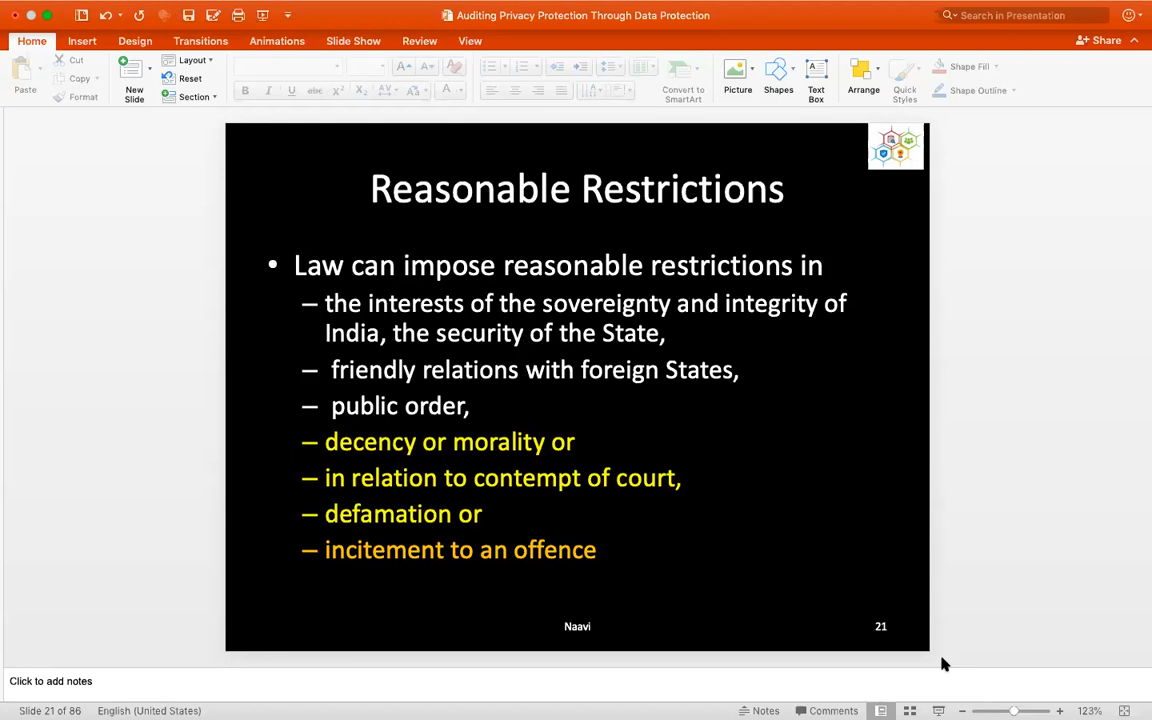 Auditing Privacy Protection Through Data Protection
Search in Presentation
Home Insert Design Transitions Animations Slide Show Review View
Share
Paste
Cut
Copy
Format
New
Slide
Layout
Reset
Section
Convert to
SmartArt
Picture
Shapes
Text
Box
Arrange
Quick
Styles
Shape Fill
Shape Outline
Reasonable Restrictions
• Law can impose reasonable restrictions in
– the interests of the sovereignty and integrity of
India, the security of the State,
– friendly relations with foreign States,
– public order,
– decency or morality or
– in relation to contempt of court,
– defamation or
– incitement to an offence
Naavi
21
Click to add notes
Slide 21 of 86 English (United States) Notes Comments 123%